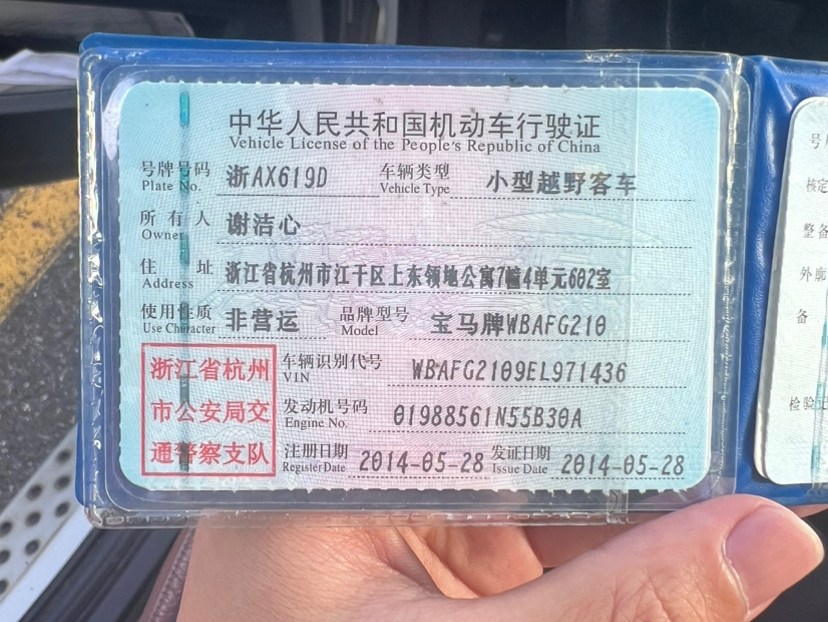 中华人民共和国机动车行驶证
Vehicle License of the People's Republic of China
号牌号码 浙AX619D 车辆类型 小型越野客车
Plate No. Vehicle Type
所有人 谢洁心
Owner
住址 浙江省杭州市江干区上东领地公寓7幢4单元602室
Address
使用性质 非营运 品牌型号 宝马牌WBAFG210
Use Character Model
浙江省杭州
市公安局交
通警察支队
车辆识别代号 WBAFG2109EL971436
VIN
发动机号码 01988561N55B30A
Engine No.
注册日期 2014-05-28 发证日期 2014-05-28
Register Date Issue Date
号
核定
整备
外廓
备
检验记